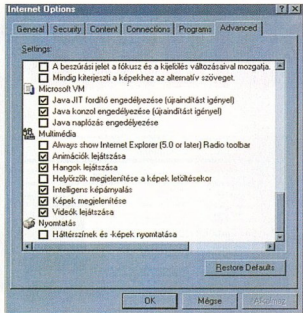 Internet Options
General Security Content Connections Programs Advanced
Settings:
A beszúrási jelet a fókusz és a kijelölés változásaival mozgatja.
Mindig kiterjeszti a képekhez az alternatív szöveget.
Microsoft VM
Java JIT fordító engedélyezése (újraindítást igényel)
Java konzol engedélyezése (újraindítást igényel)
Java naplózás engedélyezése
Multimédia
Always show Internet Explorer (5.0 or later) Radio toolbar
Animációk lejátszása
Hangok lejátszása
Helyőrzők megjelenítése a képek letöltésekor
Intelligens képárnyalás
Képek megjelenítése
Videók lejátszása
Nyomtatás
Háttérszínek és -képek nyomtatása
Restore Defaults
OK Mégse Alkalmaz